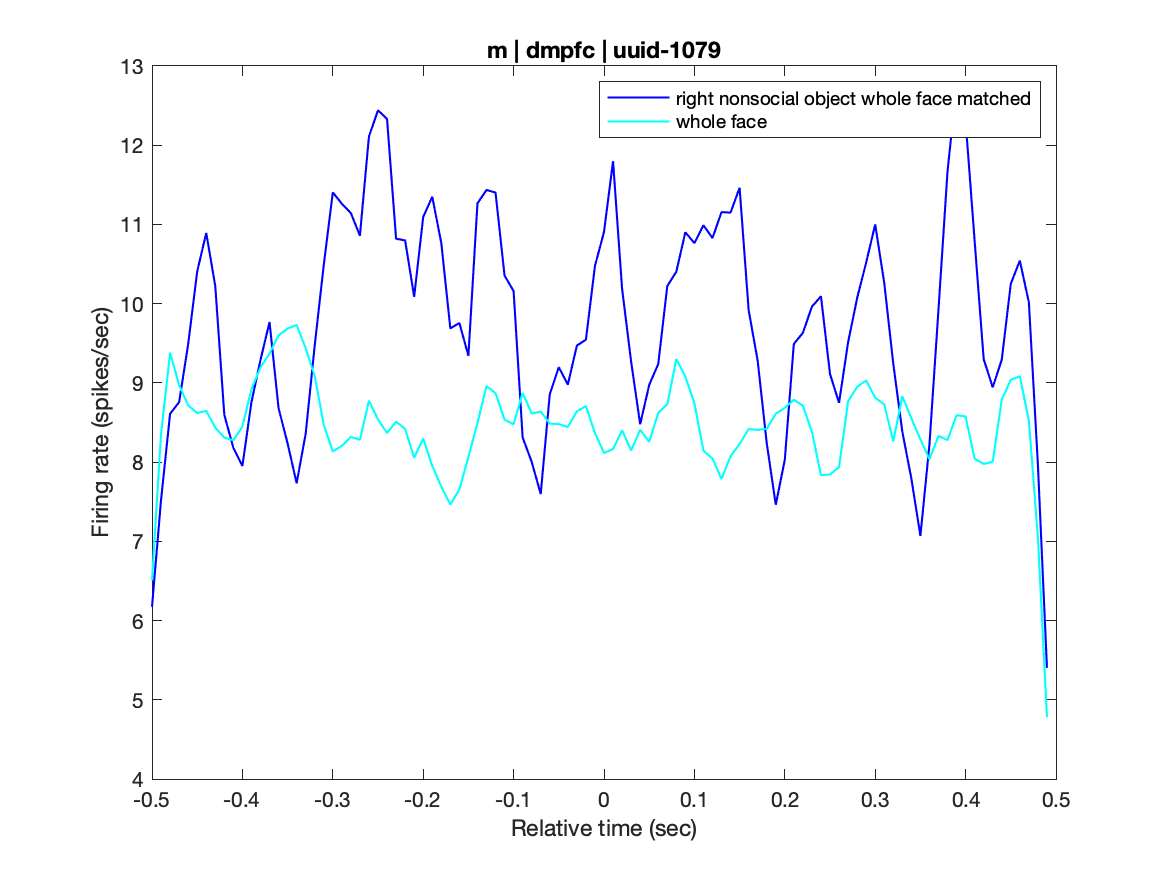 m | dmpfc | uuid-1079
right nonsocial object whole face matched
whole face
Firing rate (spikes/sec)
13
12
11
10
9
8
7
6
5
4
-0.5 -0.4 -0.3 -0.2 -0.1 0 0.1 0.2 0.3 0.4 0.5
Relative time (sec)